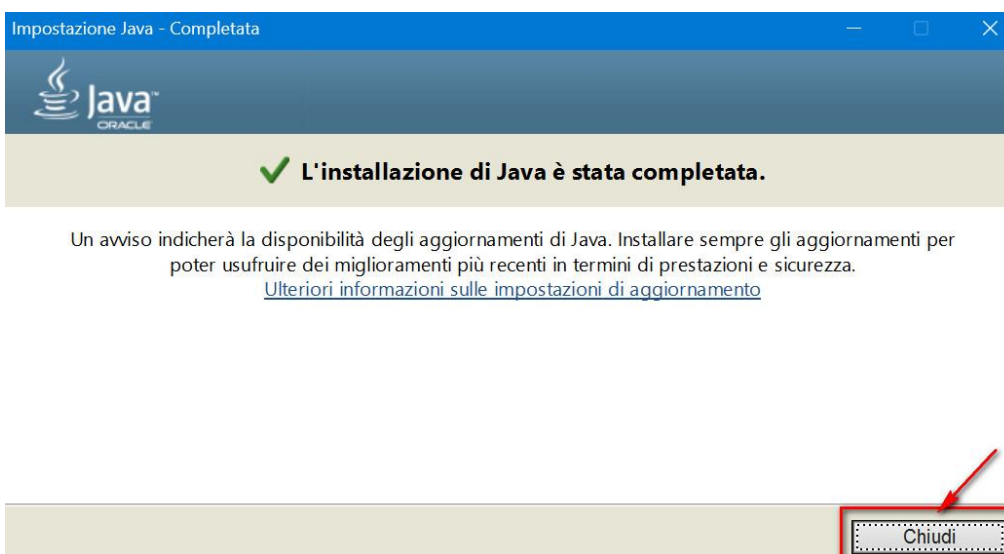 Impostazione Java - Completata
Java™
ORACLE
L'installazione di Java è stata completata.
Un avviso indicherà la disponibilità degli aggiornamenti di Java. Installare sempre gli aggiornamenti per
poter usufruire dei miglioramenti più recenti in termini di prestazioni e sicurezza.
Ulteriori informazioni sulle impostazioni di aggiornamento
Chiudi